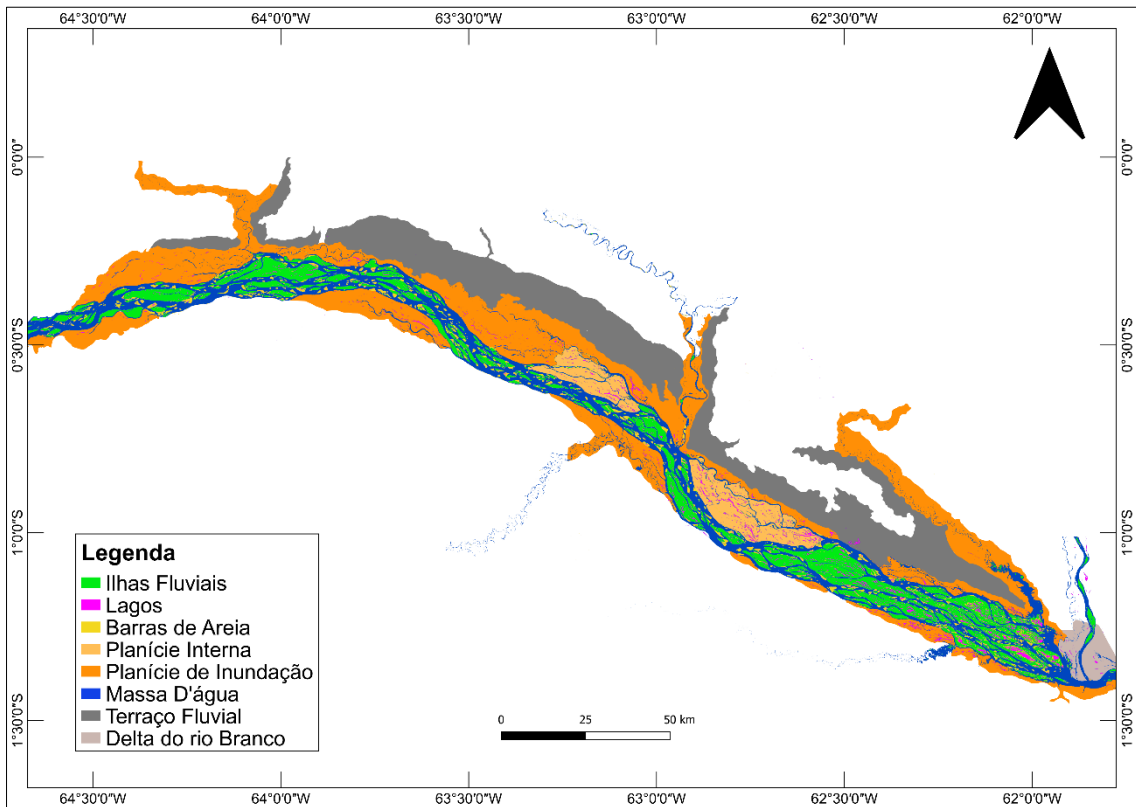 64°30'0"W 64°0'0"W 63°30'0"W 63°0'0"W 62°30'0"W 62°0'0"W
0°0'0" 0°0'0"
0°30'0"S 0°30'0"S
1°0'0"S 1°0'0"S
1°30'0"S 1°30'0"S
Legenda
Ilhas Fluviais
Lagos
Barras de Areia
Planície Interna
Planície de Inundação
Massa D'água
Terraço Fluvial
Delta do rio Branco
0 25 50 km
64°30'0"W 64°0'0"W 63°30'0"W 63°0'0"W 62°30'0"W 62°0'0"W